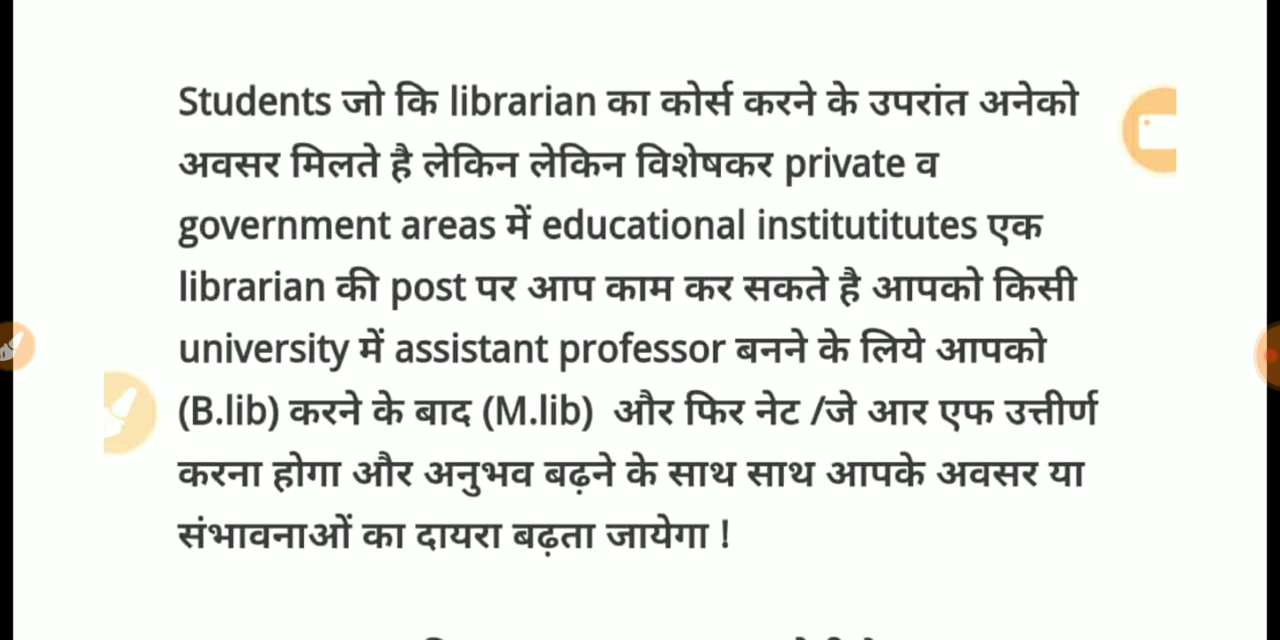 Students जो कि librarian का कोर्स करने के उपरांत अनेको
अवसर मिलते है लेकिन लेकिन विशेषकर private व
government areas में educational institutitutes एक
librarian की post पर आप काम कर सकते है आपको किसी
university में assistant professor बनने के लिये आपको
(B.lib) करने के बाद (M.lib) और फिर नेट /जे आर एफ उत्तीर्ण
करना होगा और अनुभव बढ़ने के साथ साथ आपके अवसर या
संभावनाओं का दायरा बढ़ता जायेगा !